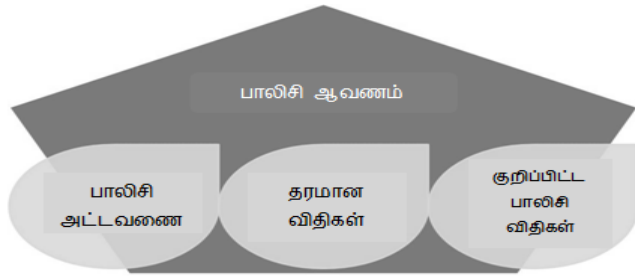 பாலிசி ஆவணம்
பாலிசி
அட்டவணை
தரமான
விதிகள்
குறிப்பிட்ட
பாலிசி
விதிகள்